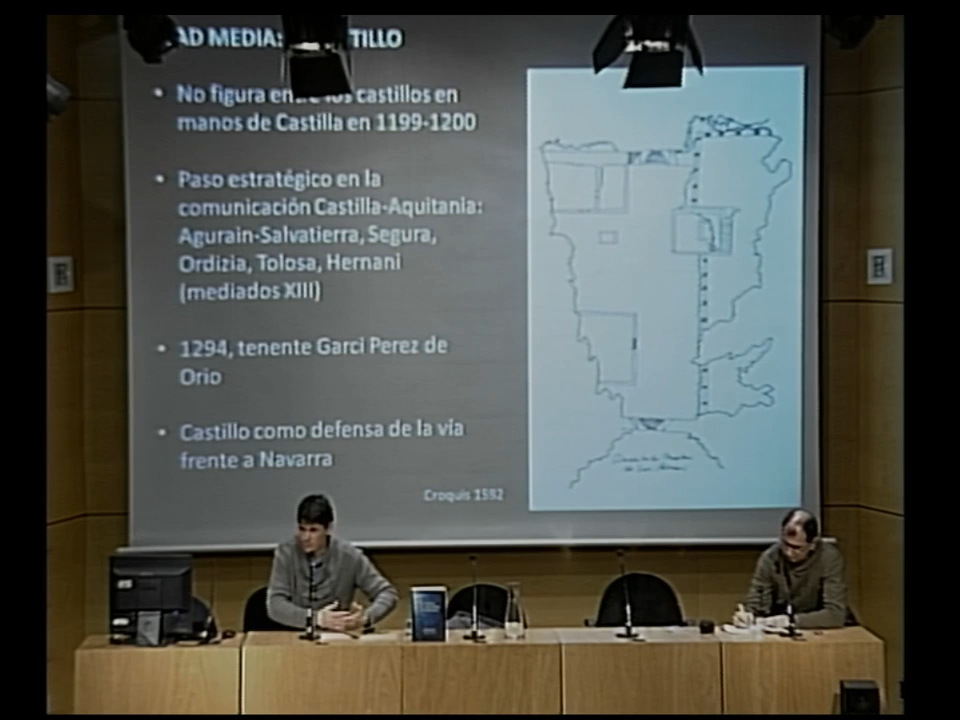 AD MEDIA: TILLO
• No figura entre los castillos en
manos de Castilla en 1199-1200
• Paso estratégico en la
comunicación Castilla-Aquitania:
Agurain-Salvatierra, Segura,
Ordizia, Tolosa, Hernani
(mediados XIII)
• 1294, tenente Garci Perez de
Orio
• Castillo como defensa de la vía
frente a Navarra
Croquis 1552